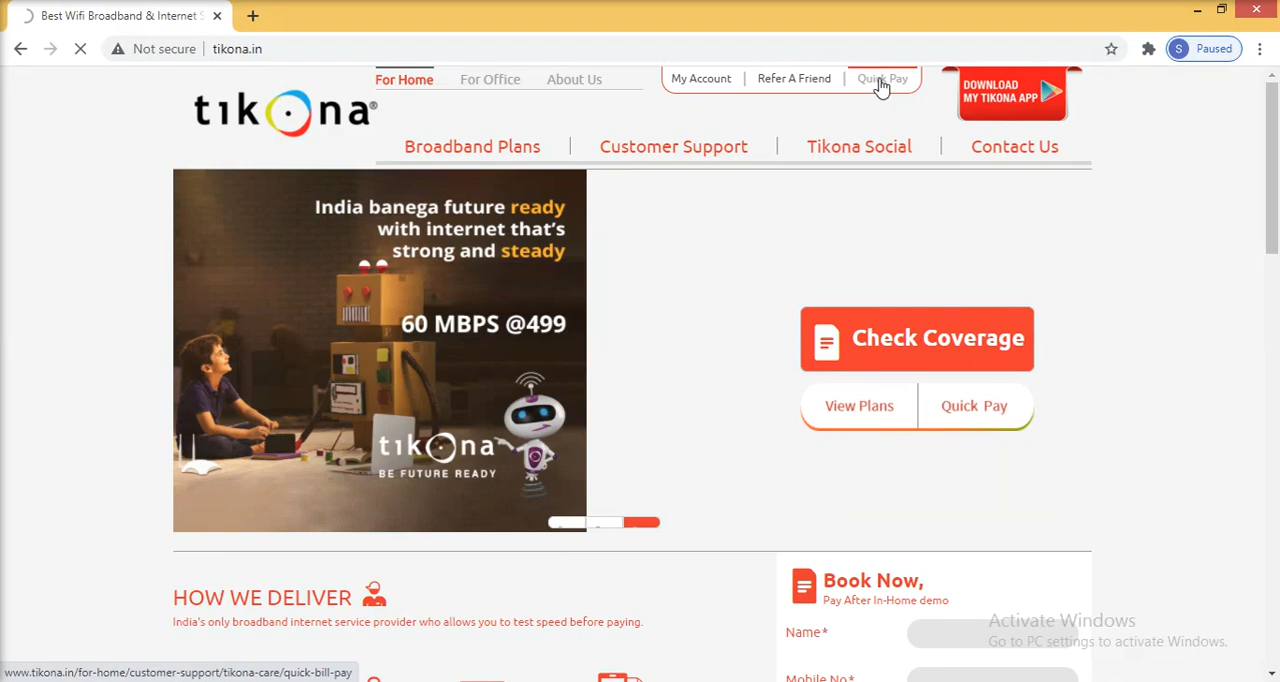 Best Wifi Broadband & Internet S
Not secure tikona.in
S Paused
For Home For Office About Us
My Account Refer A Friend Quick Pay
DOWNLOAD
MY TIKONA APP
tikona®
Broadband Plans Customer Support Tikona Social Contact Us
India banega future ready
with internet that's
strong and steady
60 MBPS @499
tikona
BE FUTURE READY
Check Coverage
View Plans Quick Pay
HOW WE DELIVER
India's only broadband internet service provider who allows you to test speed before paying.
Book Now,
Pay After In-Home demo
Name*
Mobile No*
Activate Windows
Go to PC settings to activate Windows.
www.tikona.in/for-home/customer-support/tikona-care/quick-bill-pay